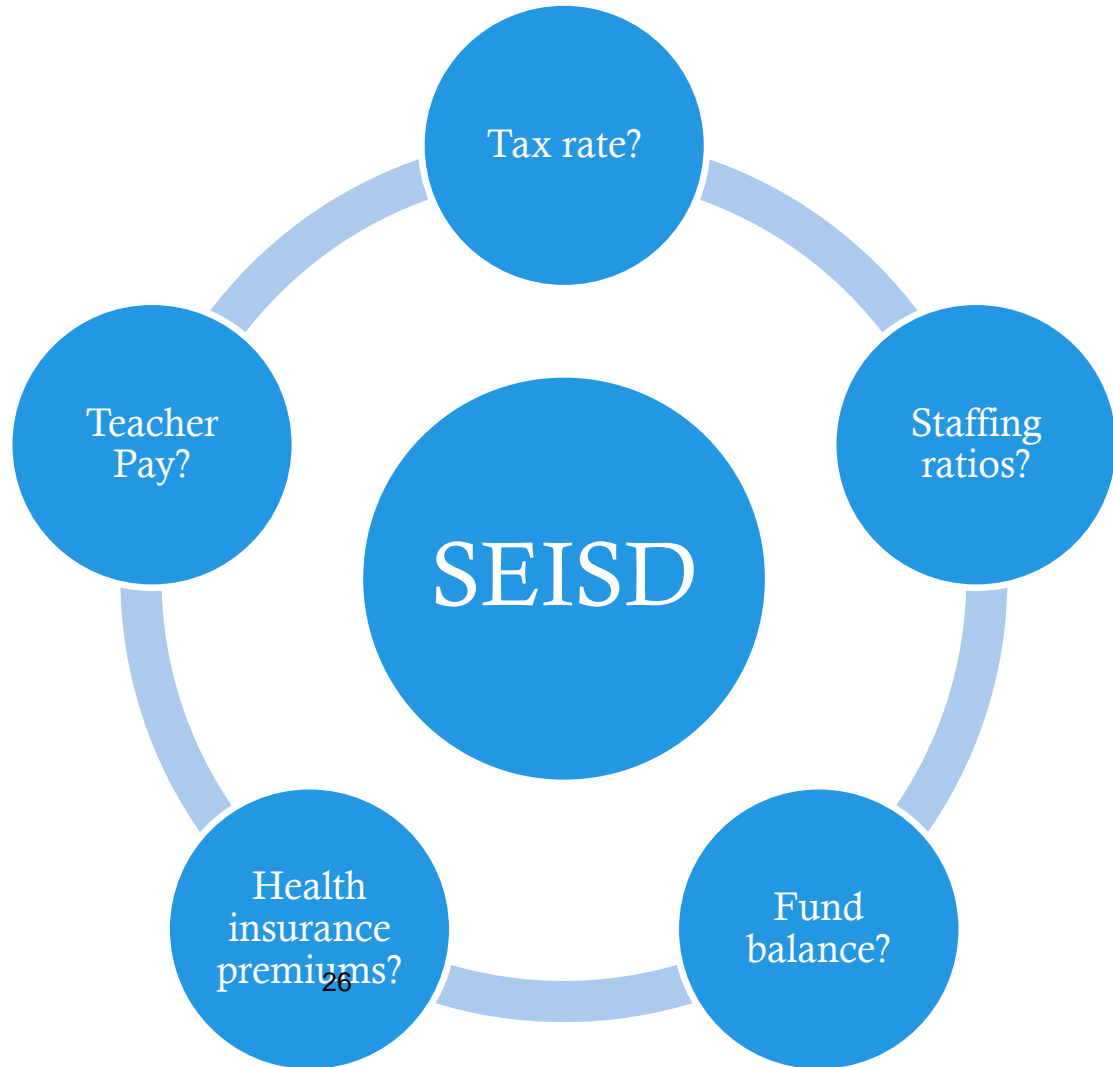 Tax rate?
Teacher
Pay?
Staffing
ratios?
SEISD
Health
insurance
premiums?
26
Fund
balance?